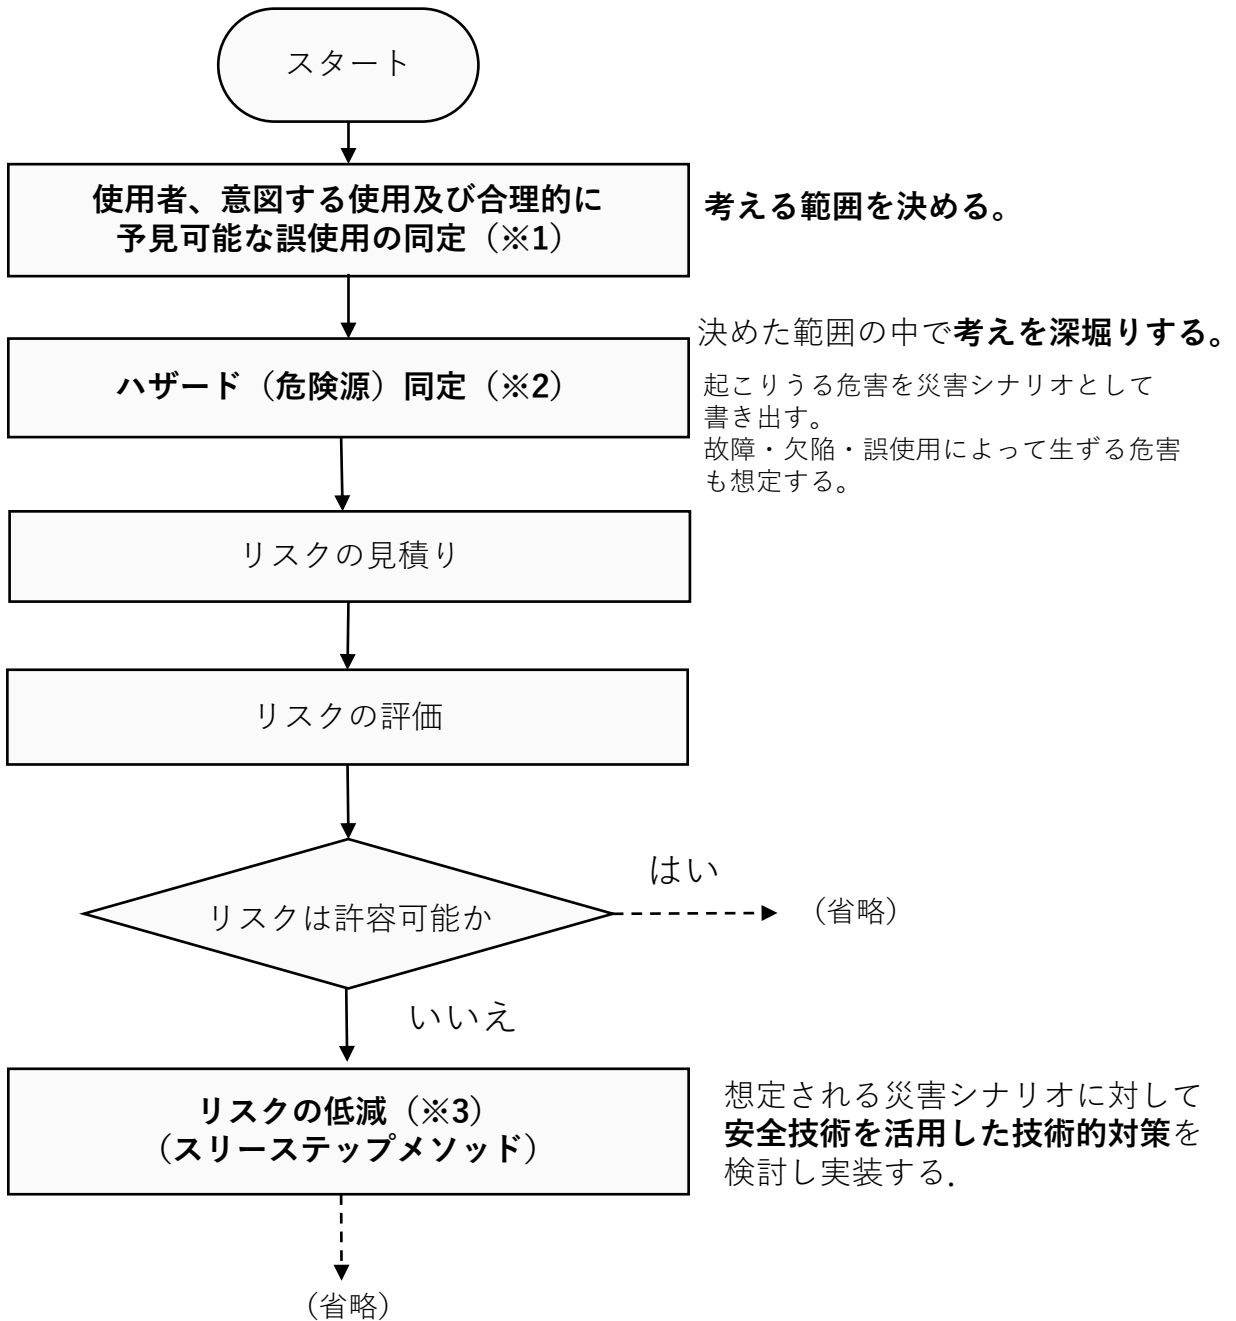 スタート
使用者、意図する使用及び合理的に
予見可能な誤使用の同定（※1）
考える範囲を決める。
決めた範囲の中で考えを深堀りする。
ハザード（危険源）同定（※2）
起こりうる危害を災害シナリオとして
書き出す。
故障・欠陥・誤使用によって生ずる危害
も想定する。
リスクの見積り
リスクの評価
リスクは許容可能か
はい
（省略）
いいえ
リスクの低減（※3）
（スリーステップメソッド）
想定される災害シナリオに対して
安全技術を活用した技術的対策を
検討し実装する．
（省略）